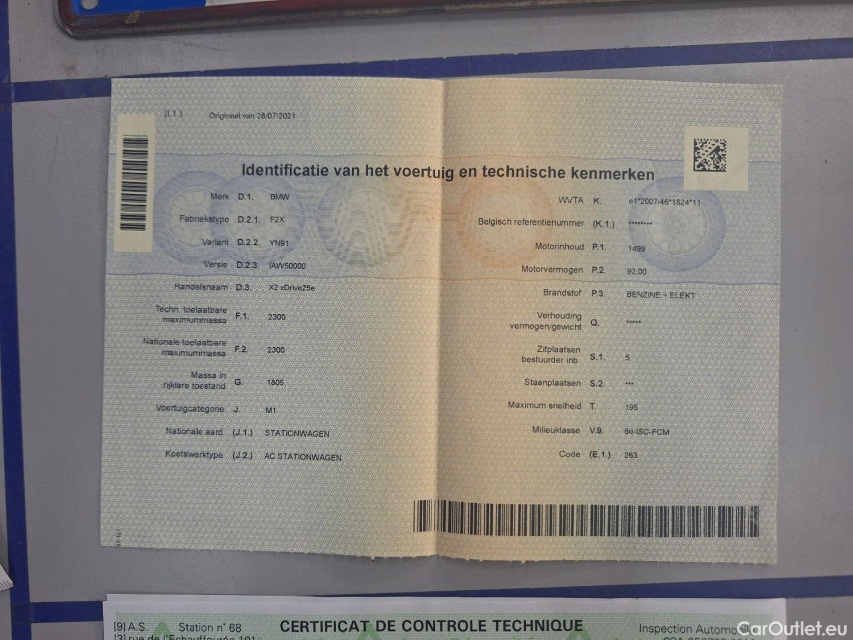 (I.1.) Origineel van 28/07/2021
Identificatie van het voertuig en technische kenmerken
Merk D.1. BMW
Fabriekstype D.2.1. F2X
Variant D.2.2. YN91
Versie D.2.3. IAW50000
Handelsnaam D.3. X2 xDrive25e
Techn. toelaatbare
maximummassa F.1. 2300
Nationale toelaatbare
maximummassa F.2. 2300
Massa in
rijklare toestand G. 1805
Voertuigcategorie J. M1
Nationale aard (J.1.) STATIONWAGEN
Koetswerktype (J.2.) AC STATIONWAGEN
WVTA K. e1*2007/46*1824*11
Belgisch referentienummer (K.1.) --------
Motorinhoud P.1. 1499
Motorvermogen P.2. 92.00
Brandstof P.3. BENZINE + ELEKT
Verhouding
vermogen/gewicht Q. -----
Zitplaatsen
bestuurder inb. S.1. 5
Staanplaatsen S.2. ---
Maximum snelheid T. 195
Milieuklasse V.9. 6d-ISC-FCM
Code (E.1.) 263
[9] A.S. Station n° 68 CERTIFICAT DE CONTROLE TECHNIQUE Inspection Automobile
CarOutlet.eu